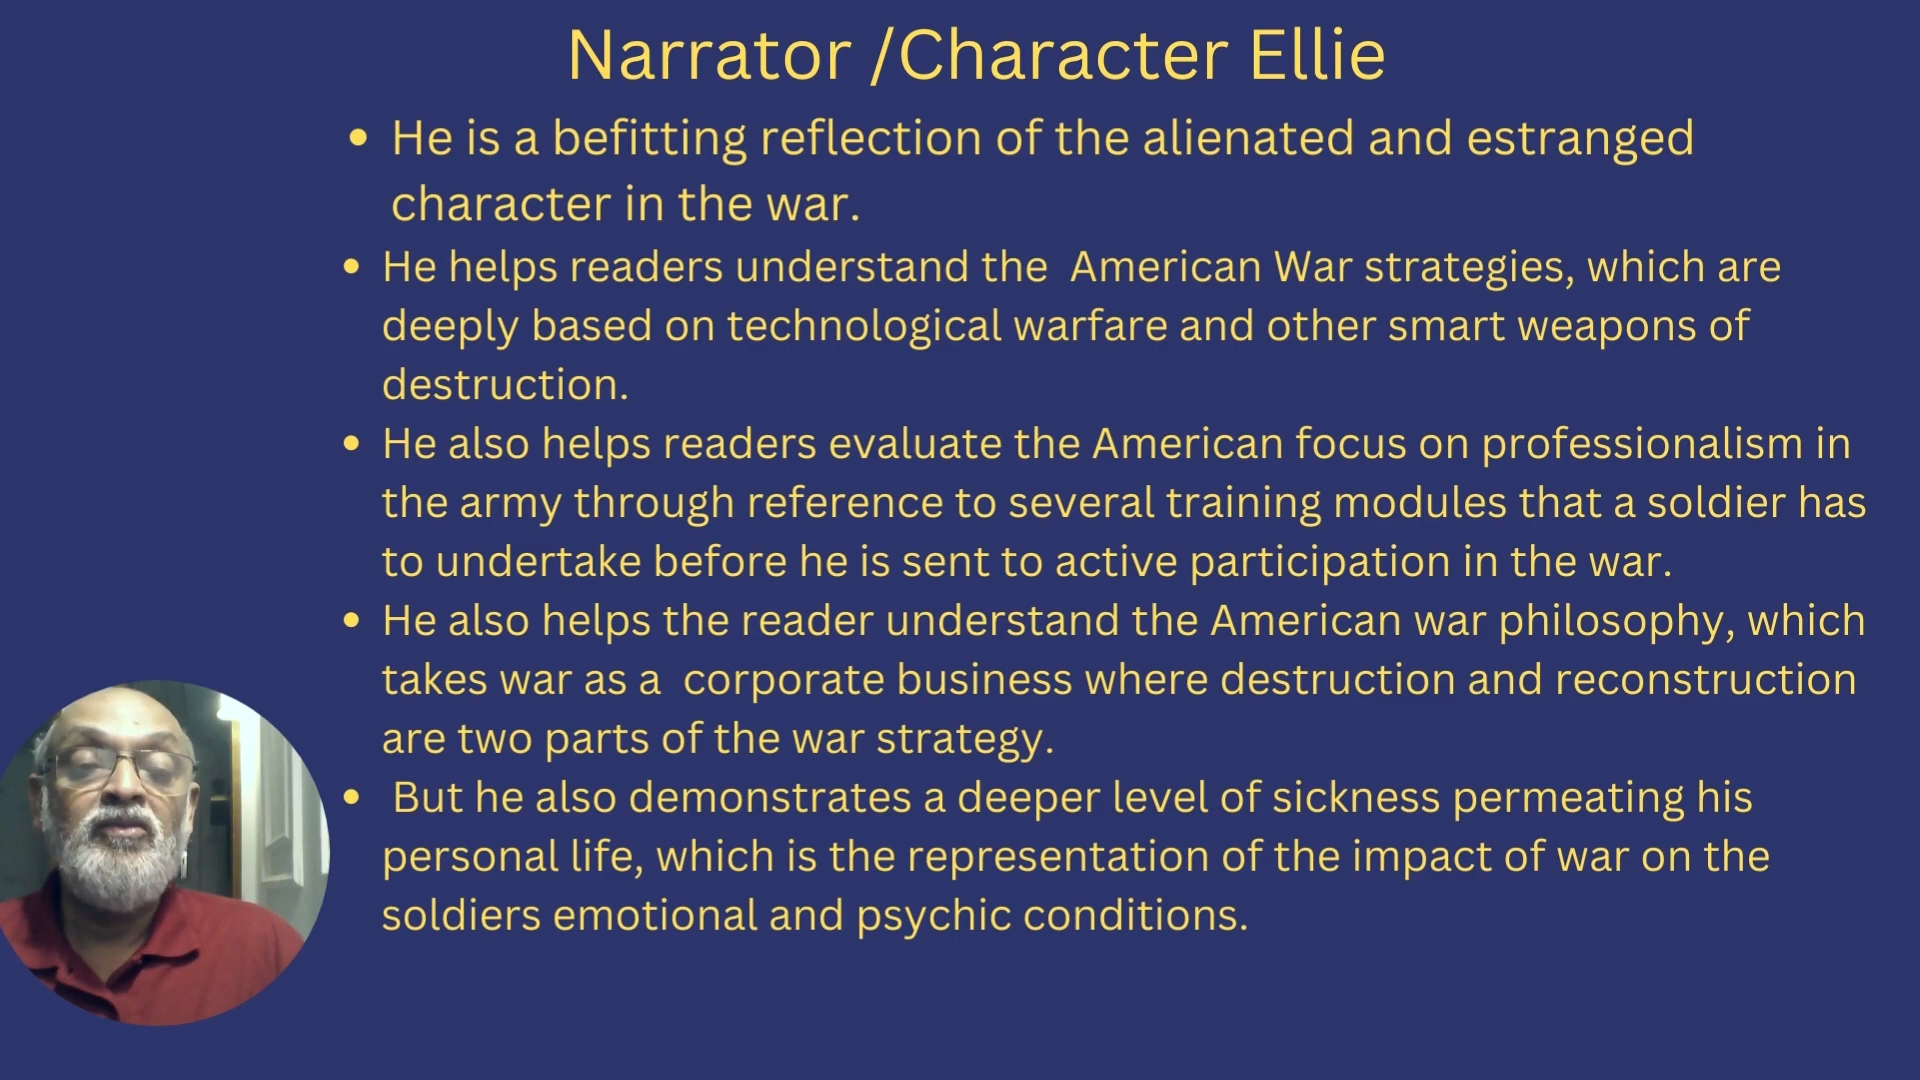 Narrator /Character Ellie
• He is a befitting reflection of the alienated and estranged
character in the war.
• He helps readers understand the  American War strategies, which are
deeply based on technological warfare and other smart weapons of
destruction.
• He also helps readers evaluate the American focus on professionalism in
the army through reference to several training modules that a soldier has
to undertake before he is sent to active participation in the war.
• He also helps the reader understand the American war philosophy, which
takes war as a  corporate business where destruction and reconstruction
are two parts of the war strategy.
• But he also demonstrates a deeper level of sickness permeating his
personal life, which is the representation of the impact of war on the
soldiers emotional and psychic conditions.